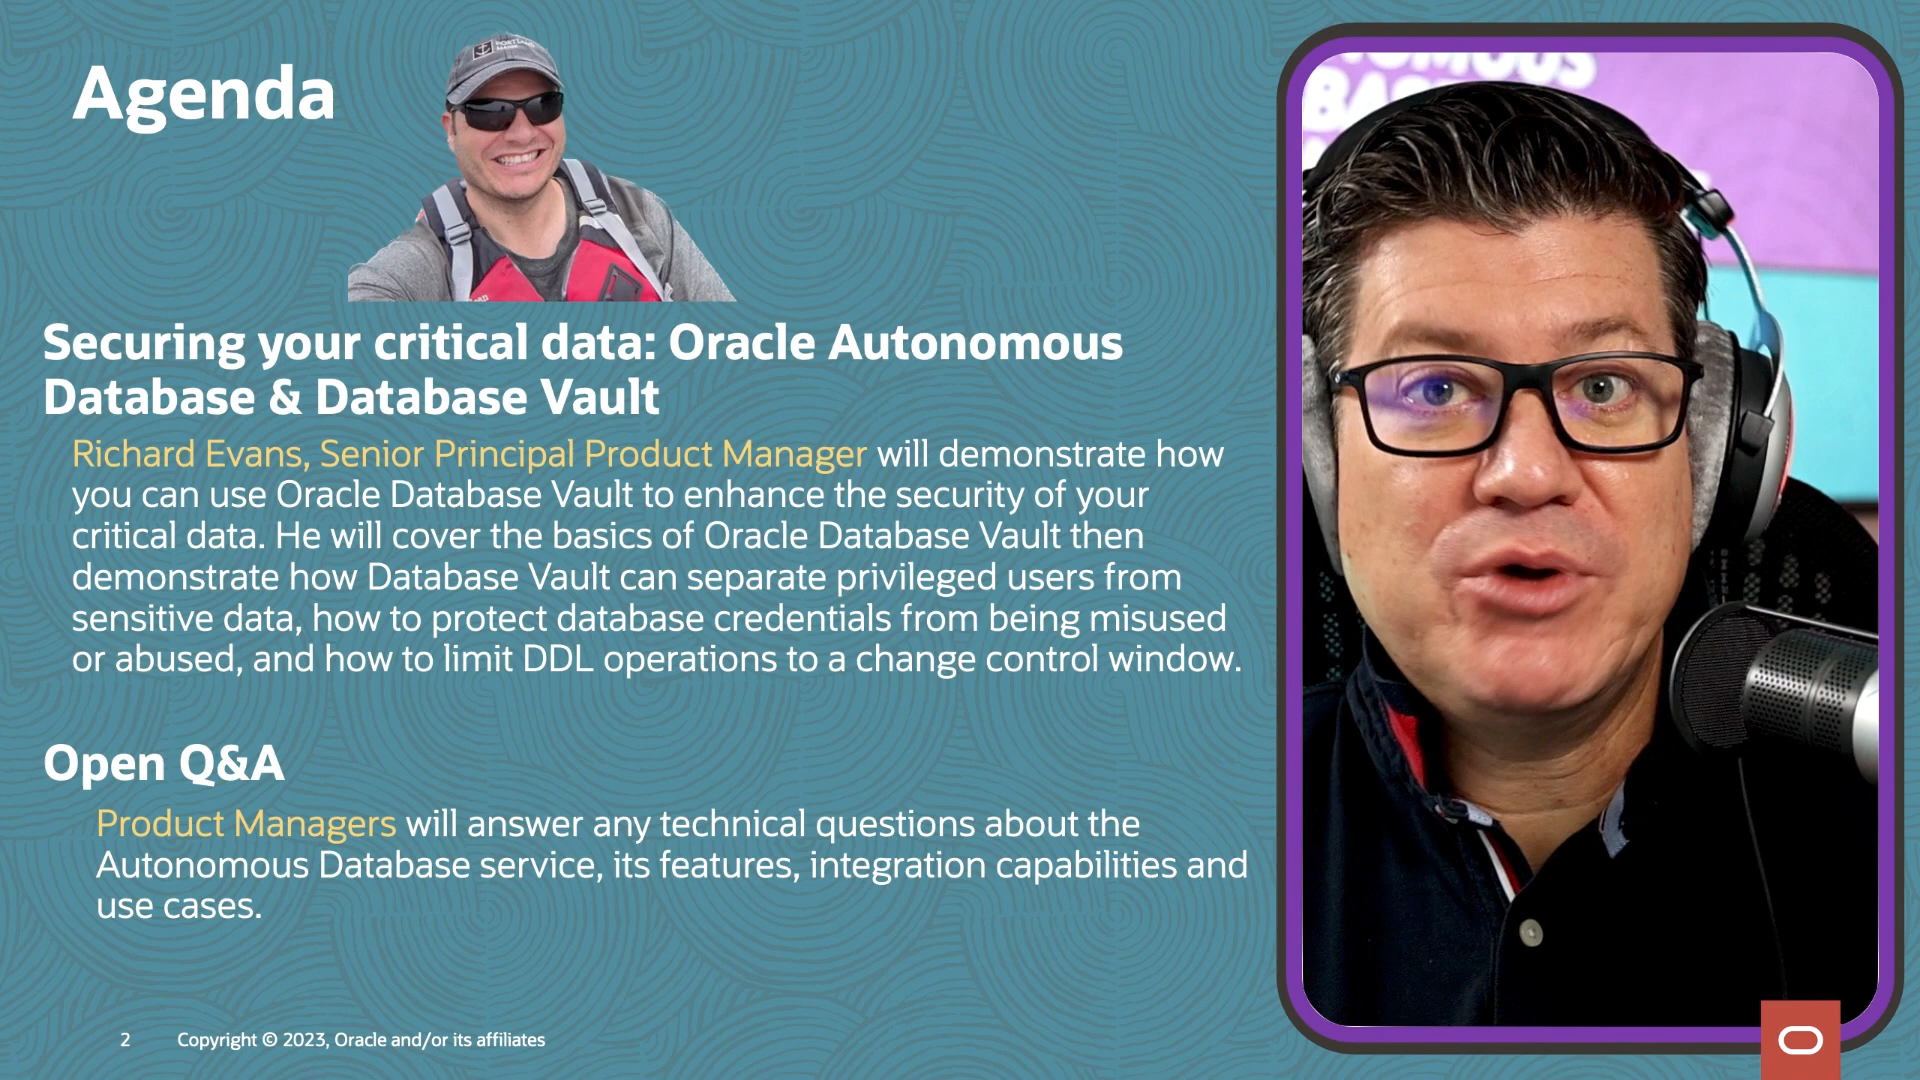 Agenda
PORTLAND
Securing your critical data: Oracle Autonomous
Database & Database Vault
Richard Evans, Senior Principal Product Manager will demonstrate how
you can use Oracle Database Vault to enhance the security of your
critical data. He will cover the basics of Oracle Database Vault then
demonstrate how Database Vault can separate privileged users from
sensitive data, how to protect database credentials from being misused
or abused, and how to limit DDL operations to a change control window.
Open Q&A
Product Managers will answer any technical questions about the
Autonomous Database service, its features, integration capabilities and
use cases.
2 Copyright © 2023, Oracle and/or its affiliates